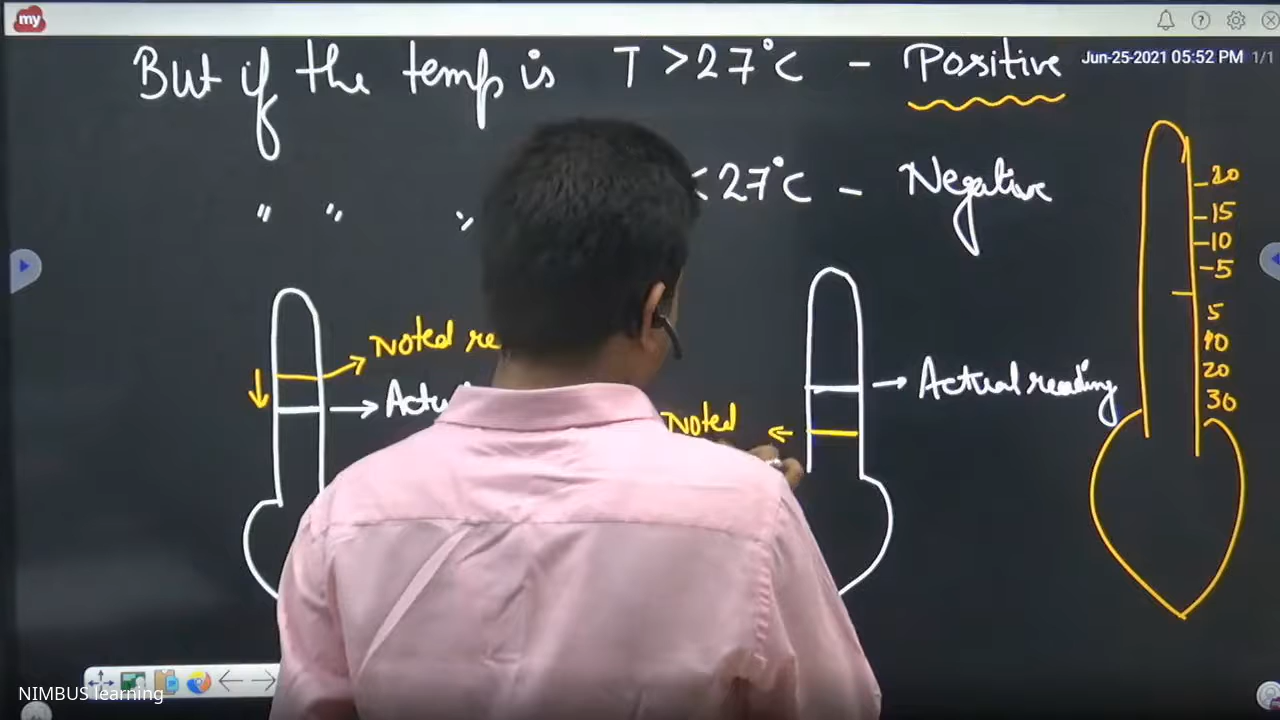 my
But if the temp is T > 27°C - Positive
Jun-25-2021 05:52 PM 1/1
" " " < 27°C - Negative
20
15
10
5
5
10
20
30
Noted
Actual reading
Noted
NIMBUS learning